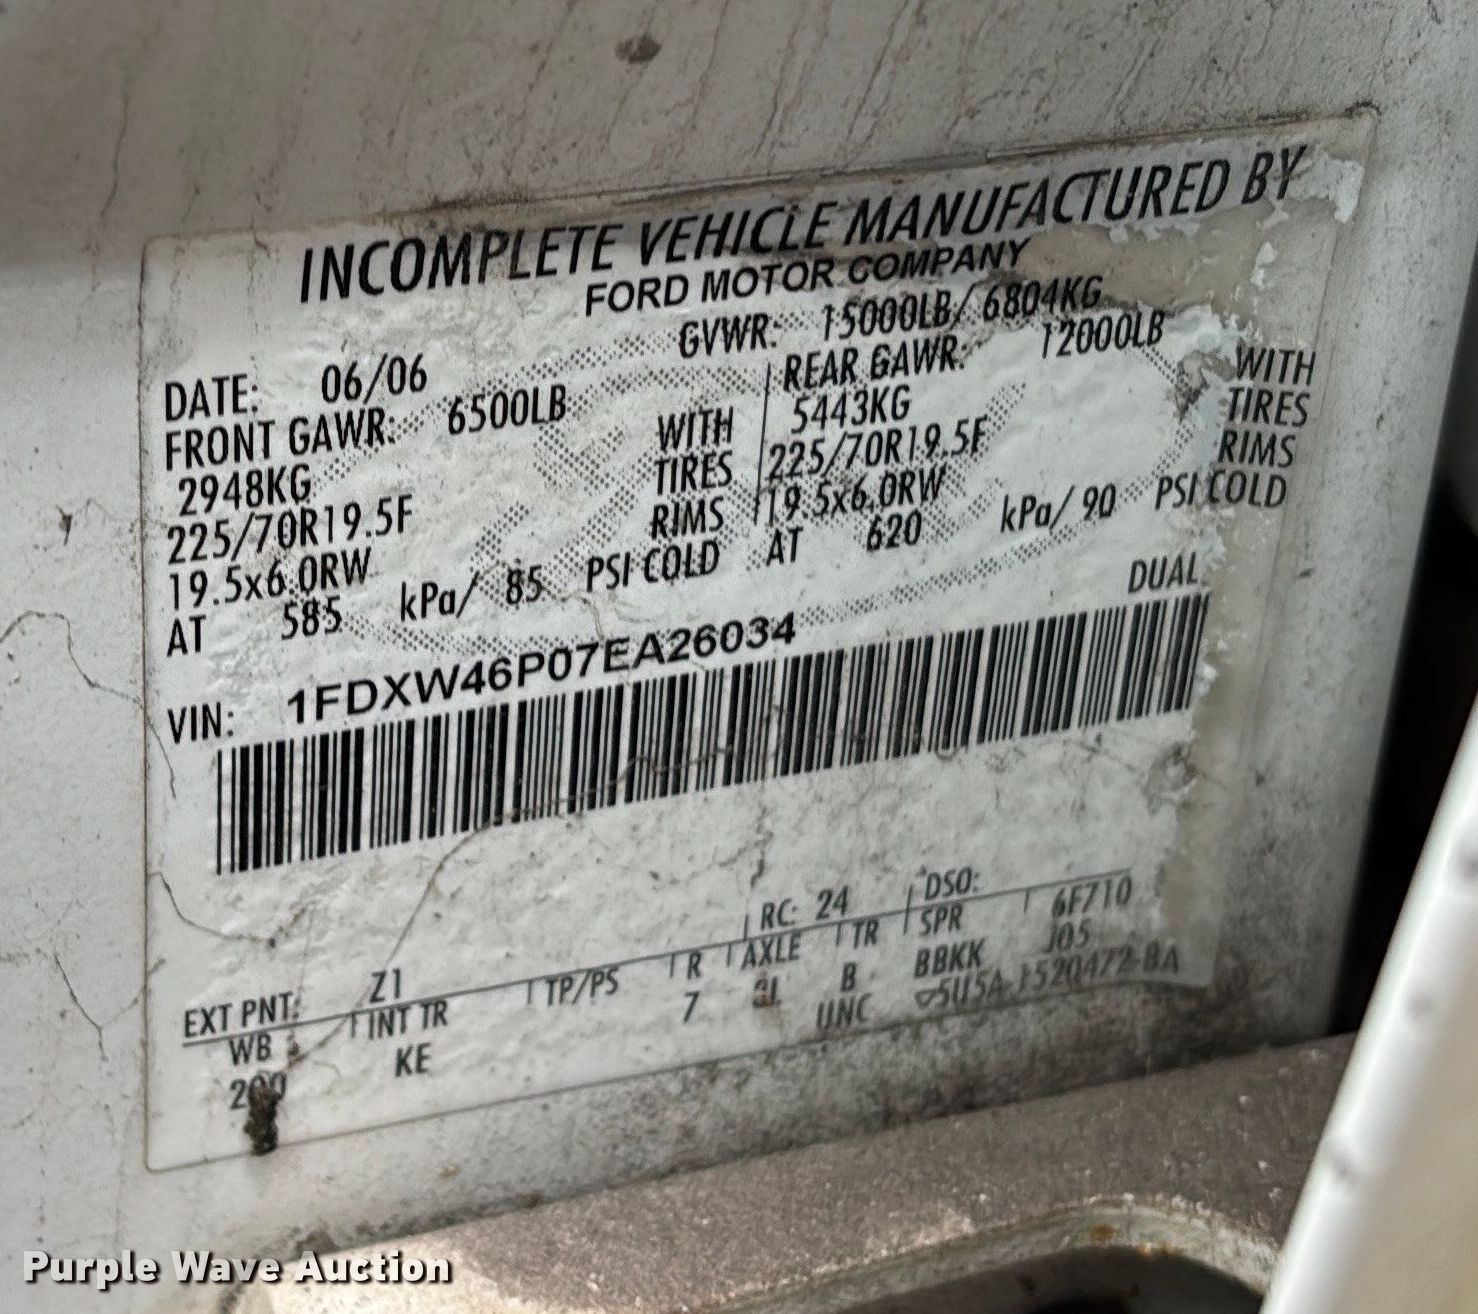 INCOMPLETE VEHICLE MANUFACTURED BY
FORD MOTOR COMPANY
DATE: 06/06 GVWR: 15000LB/ 6804KG
FRONT GAWR: 6500LB REAR GAWR: 12000LB
2948KG WITH 5443KG WITH
225/70R19.5F TIRES 225/70R19.5F TIRES
19.5x6.0RW RIMS 19.5x6.0RW RIMS
AT 585 kPa/ 85 PSI COLD AT 620 kPa/ 90 PSI COLD
DUAL
VIN: 1FDXW46P07EA26034
EXT PNT: Z1 RC: 24 DSO:
WB INT TR TP/PS R AXLE TR SPR 6F710
KE 7 B BBKK J05
UNC
Purple Wave Auction